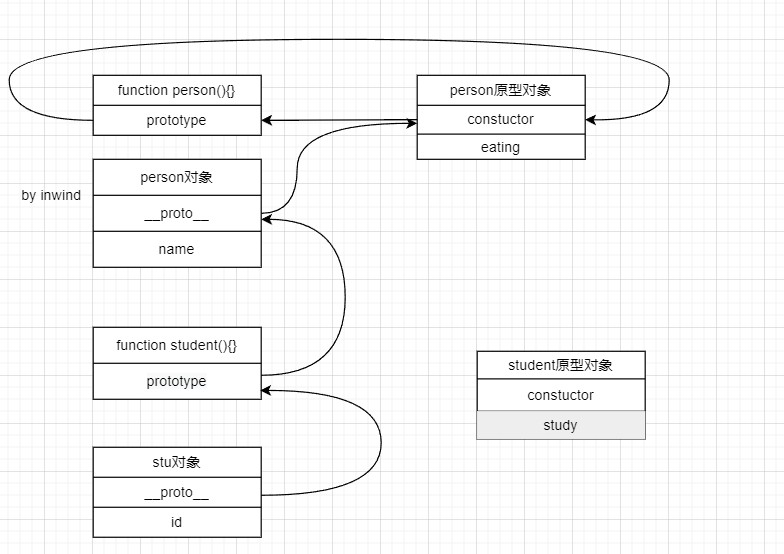 function person(){}
prototype
person原型对象
constuctor
eating
person对象
__proto__
name
by inwind
function student(){}
prototype
student原型对象
constuctor
study
stu对象
__proto__
id